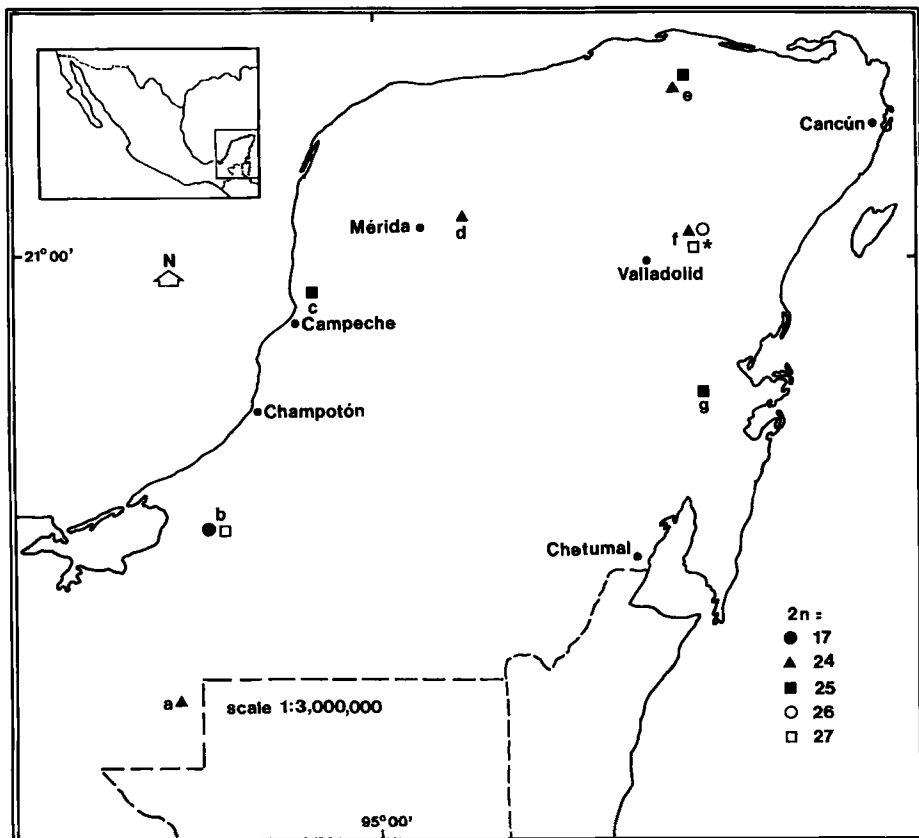 e
Cancún
Mérida
d
f
*
21°00'
N
Valladolid
c
Campeche
g
Champotón
b
Chetumal
2n =
17
24
a
scale 1:3,000,000
25
26
27
95°00'